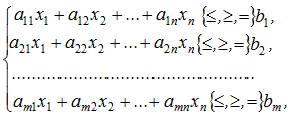 a₁₁x₁ + a₁₂x₂ + ...+ a₁ₙxₙ {≤,≥,=}b₁,
a₂₁x₁ + a₂₂x₂ + ...+ a₂ₙxₙ{≤,≥,=}b₂ ,
......................................................
aₘ₁x₁ + aₘ₂x₂ + ...+ aₘₙxₙ{≤,≥,=}bₘ,